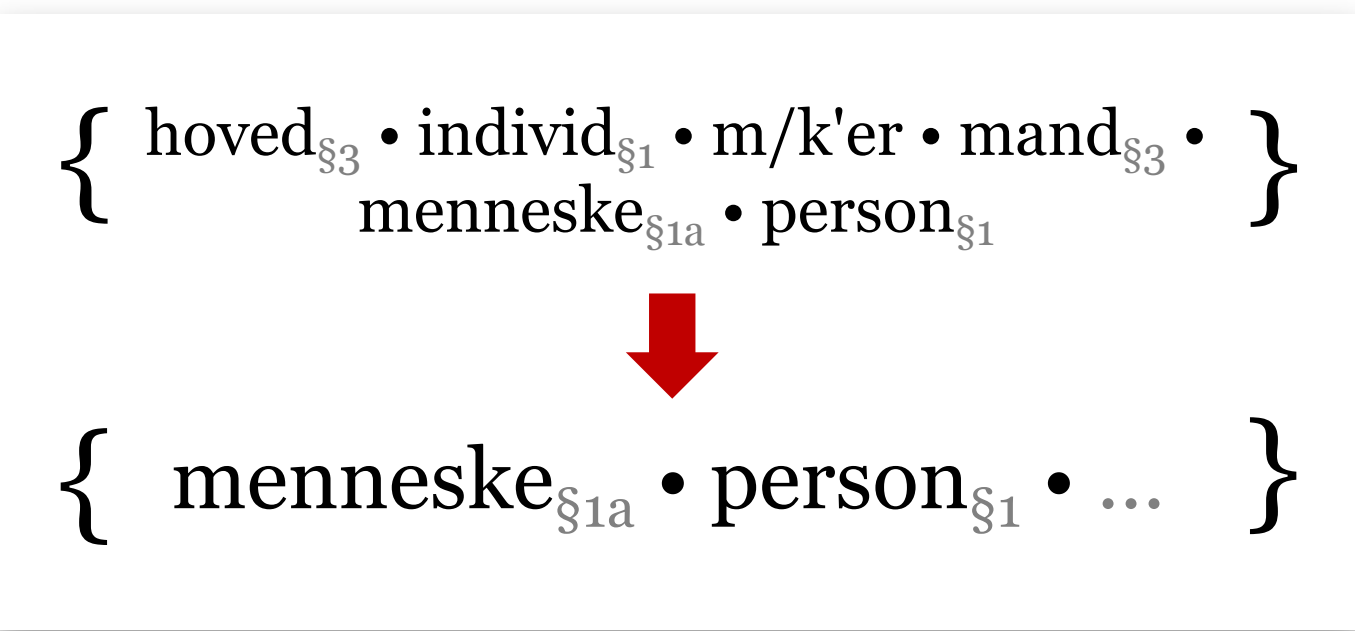 { hoved§3 • individ§1 • m/k'er • mand§3 • }
menneske§1a • person§1
{ menneske§1a • person§1 • ... }